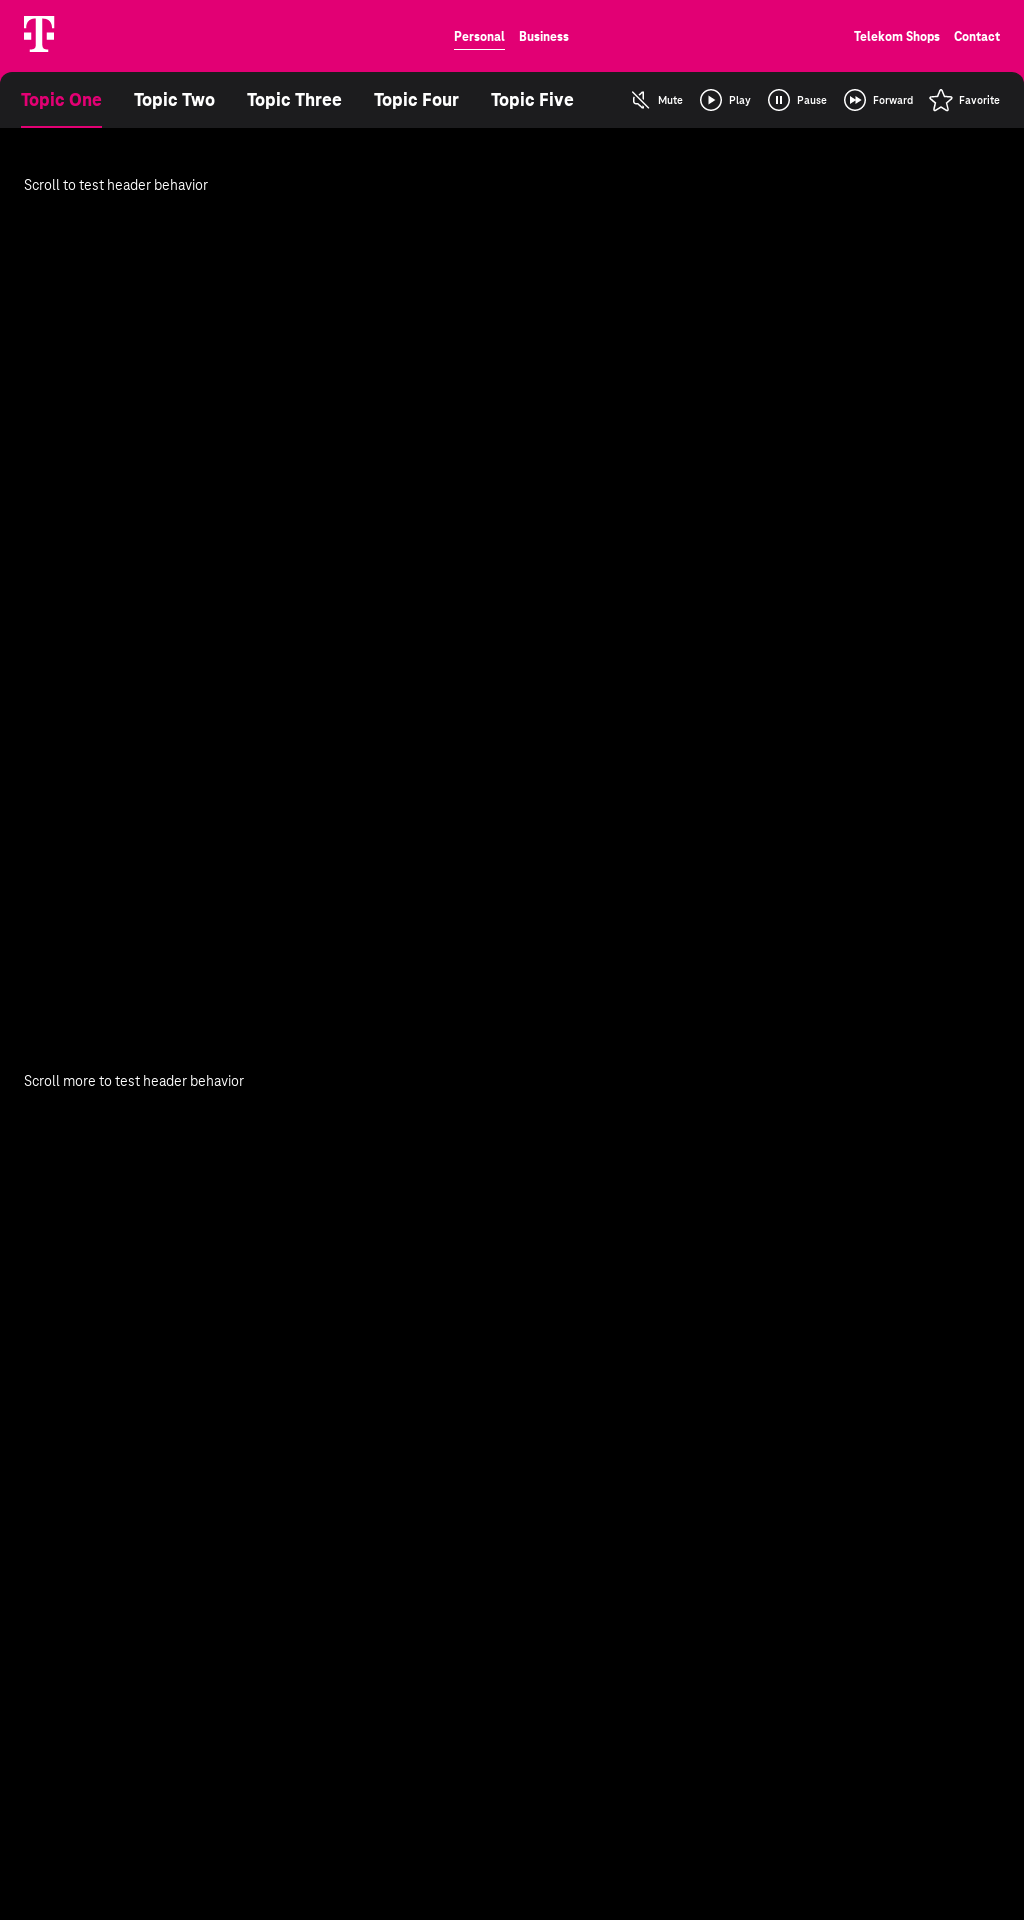 T Personal Business Telekom Shops Contact
Topic One Topic Two Topic Three Topic Four Topic Five Mute Play Pause Forward Favorite
Scroll to test header behavior
Scroll more to test header behavior